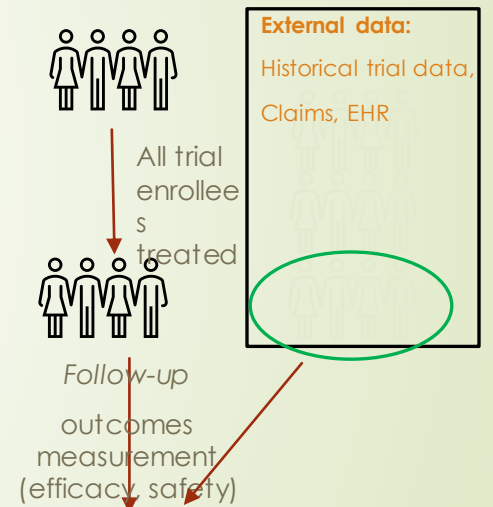 External data:
Historical trial data,
Claims, EHR
All trial
enrollee
s
treated
Follow-up
outcomes
measurement
(efficacy, safety)